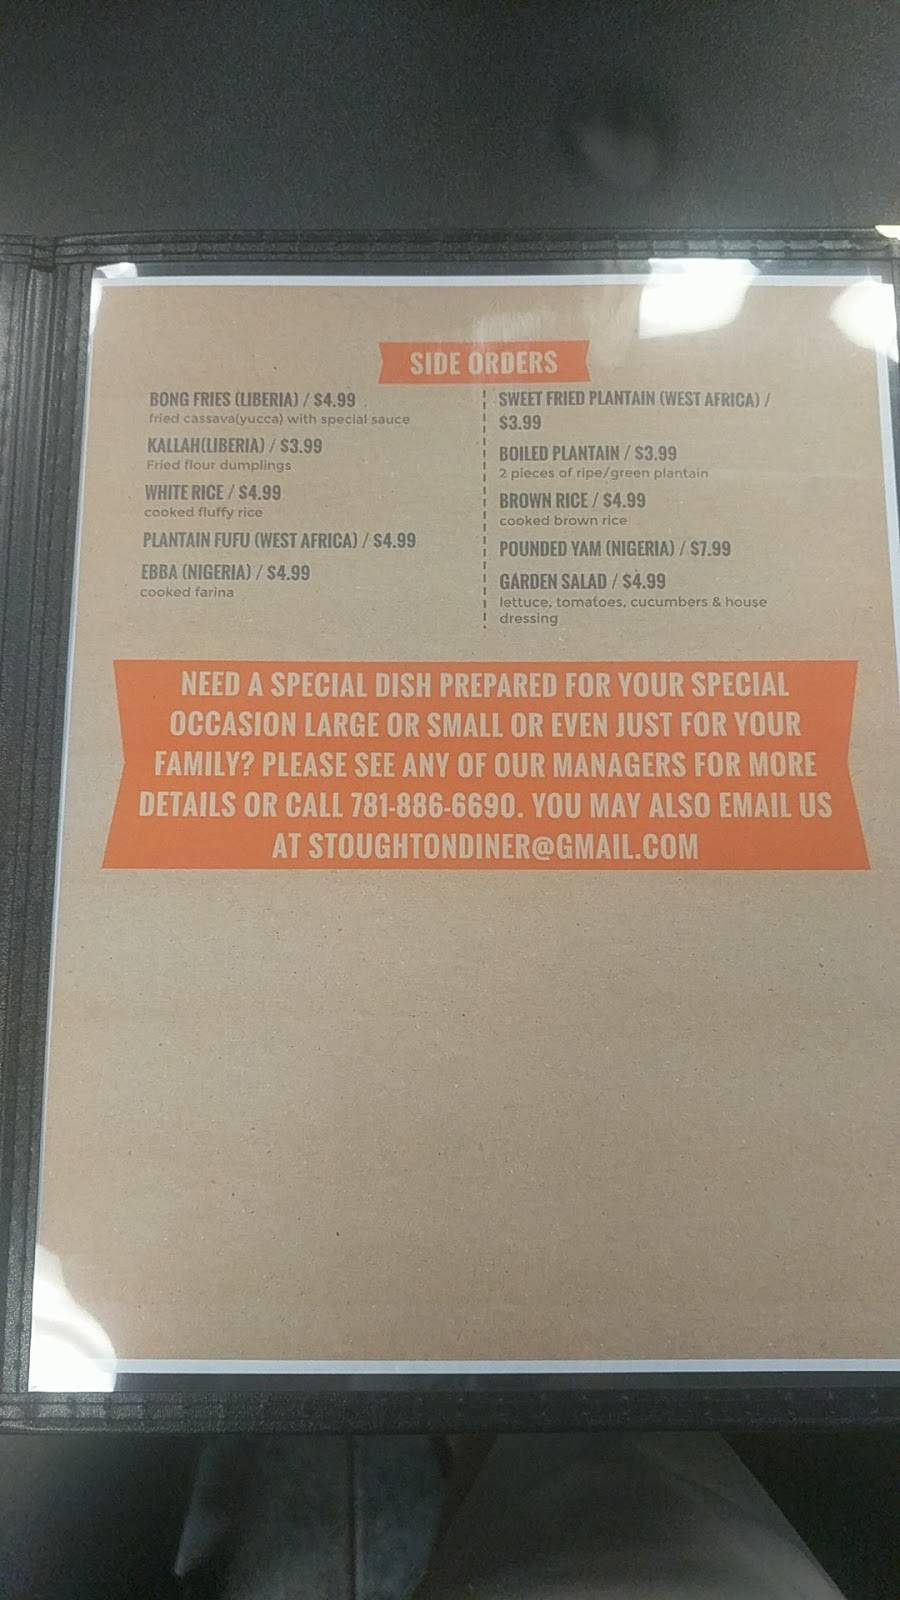 SIDE ORDERS
BONG FRIES (LIBERIA) / $4.99
fried cassava(yucca) with special sauce
KALLAH(LIBERIA) / $3.99
Fried flour dumplings
WHITE RICE / $4.99
cooked fluffy rice
PLANTAIN FUFU (WEST AFRICA) / $4.99
EBBA (NIGERIA) / $4.99
cooked farina
SWEET FRIED PLANTAIN (WEST AFRICA) /
$3.99
BOILED PLANTAIN / $3.99
2 pieces of ripe/green plantain
BROWN RICE / $4.99
cooked brown rice
POUNDED YAM (NIGERIA) / $7.99
GARDEN SALAD / $4.99
lettuce, tomatoes, cucumbers & house
dressing
NEED A SPECIAL DISH PREPARED FOR YOUR SPECIAL
OCCASION LARGE OR SMALL OR EVEN JUST FOR YOUR
FAMILY? PLEASE SEE ANY OF OUR MANAGERS FOR MORE
DETAILS OR CALL 781-886-6690. YOU MAY ALSO EMAIL US
AT STOUGHTONDINER@GMAIL.COM